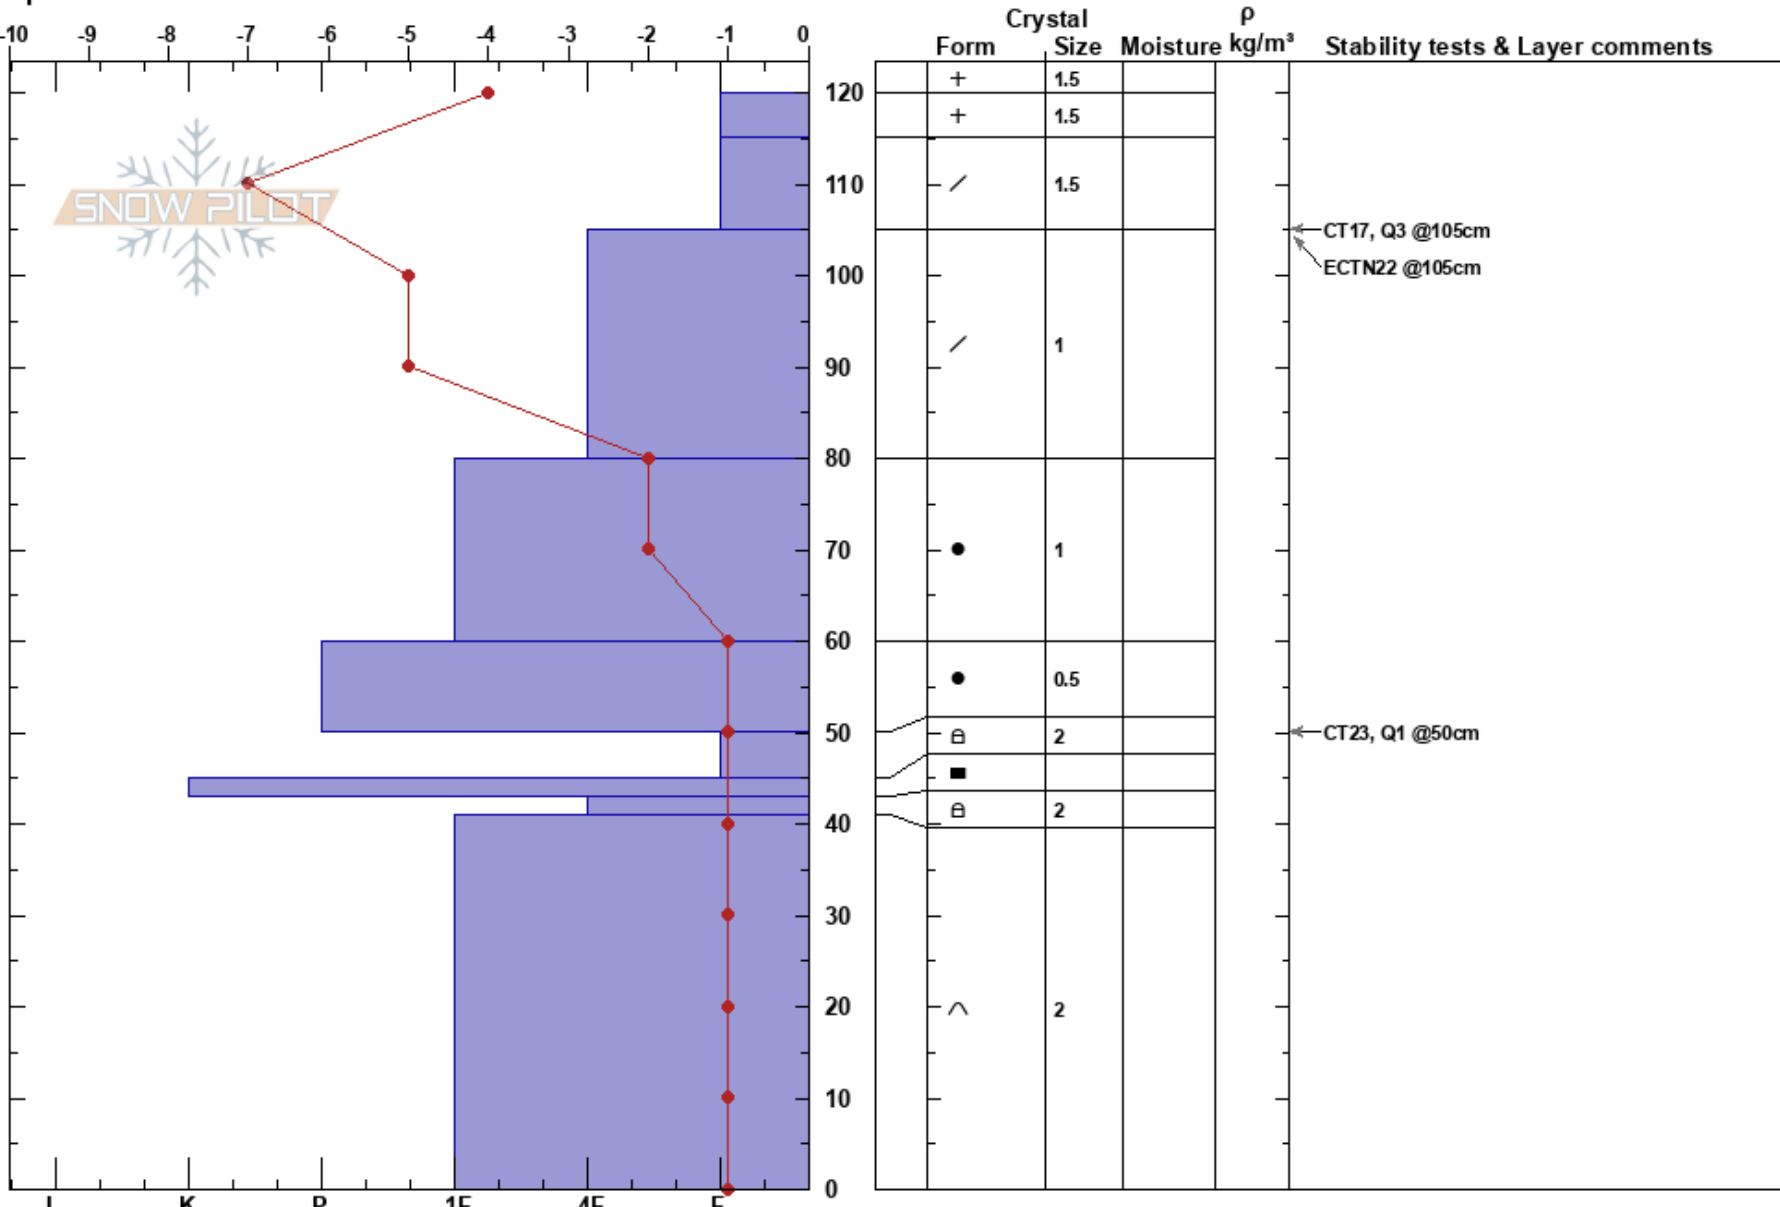 -10 -9 -8 -7 -6 -5 -4 -3 -2 -1 0
Crystal
ρ
Form Size Moisture kg/m³ Stability tests & Layer comments
+ 1.5
120
+ 1.5
SNOW PILOT
110
/ 1.5
CT17, Q3 @105cm
ECTN22 @105cm
100
/ 1
90
80
70
● 1
60
● 0.5
50
2
CT23, Q1 @50cm
2
40
30
20
2
10
0
I K P 1F 4F F